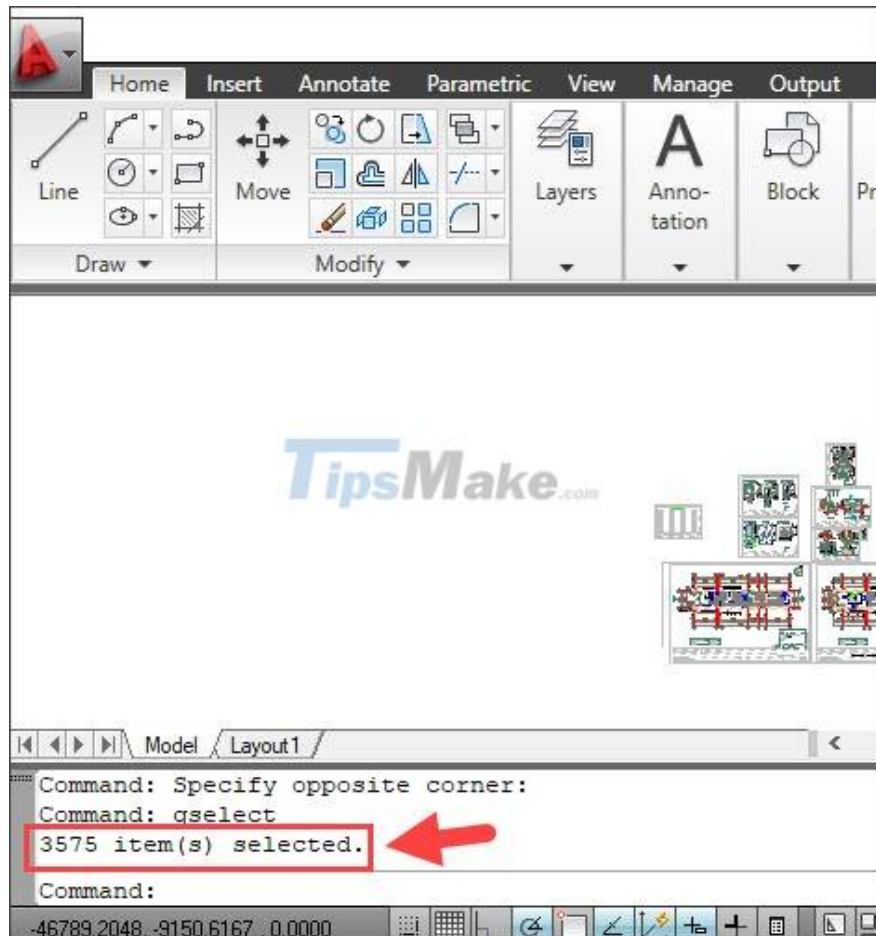 Home Insert Annotate Parametric View Manage Output
Line
Move
Layers
Anno-
tation
Block
Pr
Draw
Modify
TipsMake.com
Model
Layout1
Command: Specify opposite corner:
Command: qselect
3575 item(s) selected.
Command:
-46789.2048, -9150.6167, 0.0000